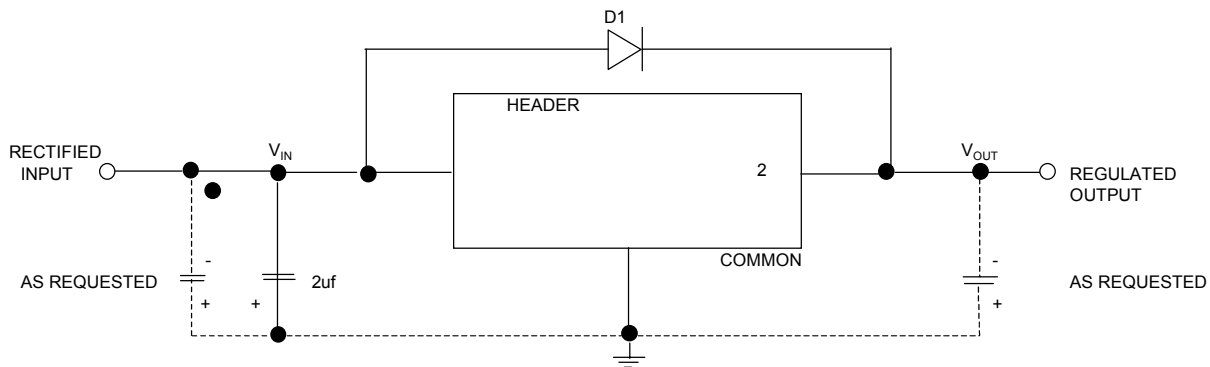 D1
HEADER
RECTIFIED
INPUT
VIN
2
VOUT
REGULATED
OUTPUT
COMMON
AS REQUESTED
-
+
+
2uf
-
+
AS REQUESTED